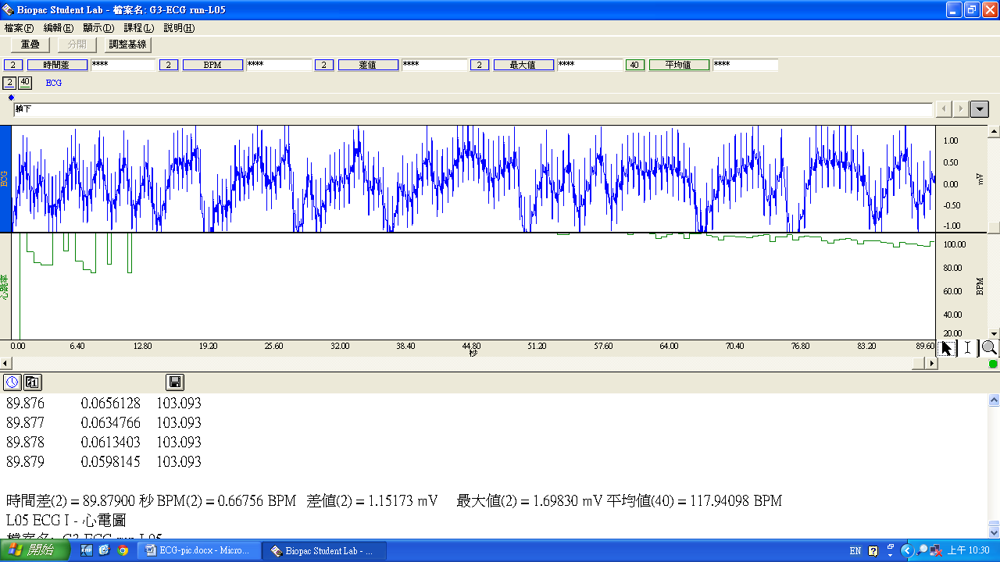 Biopac Student Lab - 檔案名: G3-ECG run-L05
檔案(F) 編輯(E) 顯示(D) 課程(L) 說明(H)
重疊 分開 調整基線
2 時間差 **** 2 BPM **** 2 差值 **** 2 最大值 **** 40 平均值 ****
2 40 ECG
躺下
ECG
1.00
0.50
0.00
-0.50
-1.00
mV
心跳率
100.00
80.00
60.00
40.00
20.00
BPM
0.00 6.40 12.80 19.20 25.60 32.00 38.40 44.80 51.20 57.60 64.00 70.40 76.80 83.20 89.60
秒
89.876 0.0656128 103.093
89.877 0.0634766 103.093
89.878 0.0613403 103.093
89.879 0.0598145 103.093
時間差(2) = 89.87900 秒 BPM(2) = 0.66756 BPM 差值(2) = 1.15173 mV 最大值(2) = 1.69830 mV 平均值(40) = 117.94098 BPM
L05 ECG I - 心電圖
檔案名: G3-ECG run-L05
開始 ECG-pic.docx - Micro... Biopac Student Lab - ... EN 上午 10:30